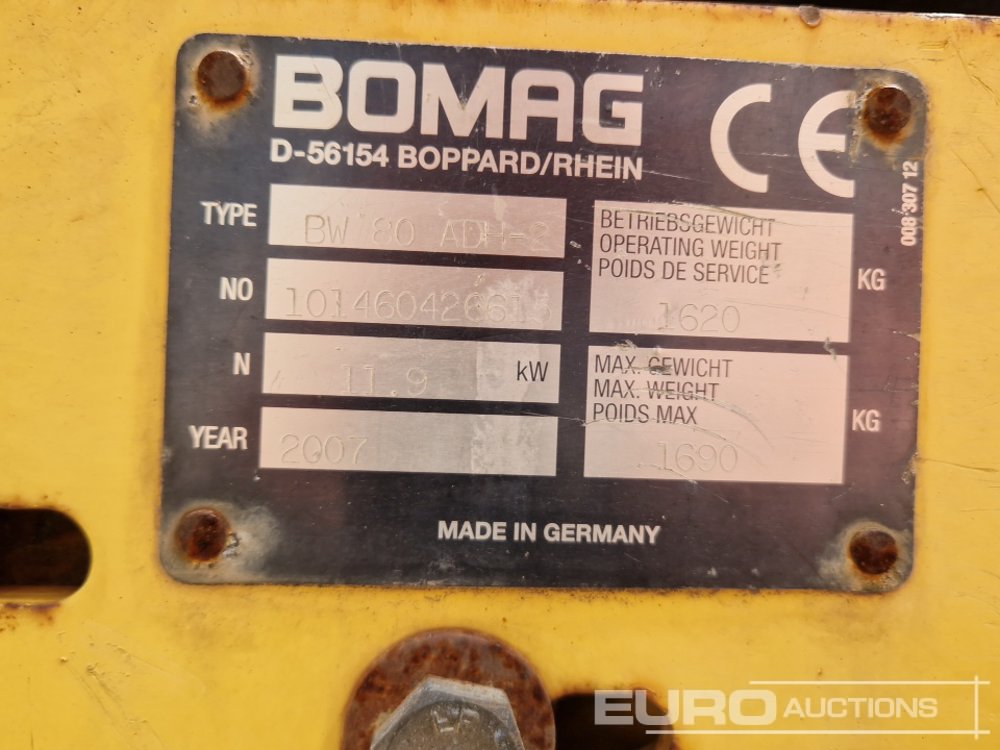 BOMAG
D-56154 BOPPARD/RHEIN
CE
008 307 12
TYPE BW 80 ADH-2
NO
N 11,9 kW
YEAR 2007
BETRIEBSGEWICHT
OPERATING WEIGHT
POIDS DE SERVICE
1620 KG
MAX. GEWICHT
MAX. WEIGHT
POIDS MAX
1690 KG
MADE IN GERMANY
EURO AUCTIONS